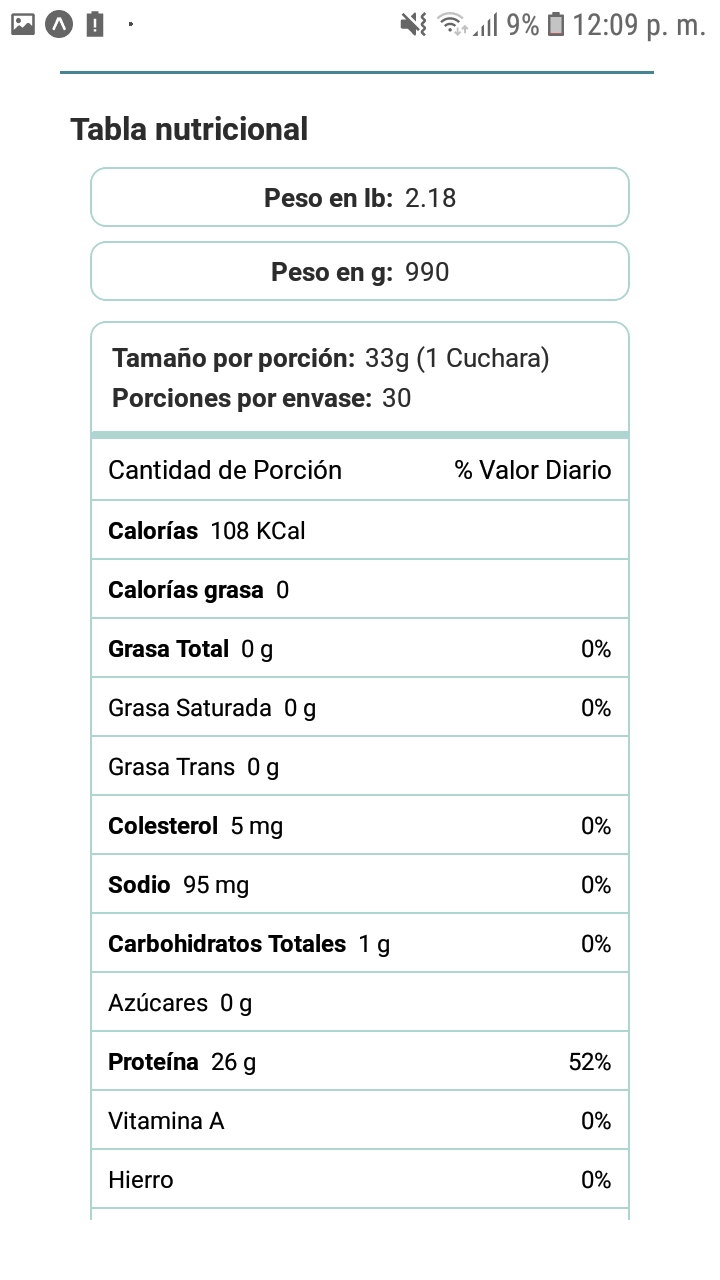 9% 12:09 p. m.
Tabla nutricional
Peso en lb: 2.18
Peso en g: 990
Tamaño por porción: 33g (1 Cuchara)
Porciones por envase: 30
Cantidad de Porción % Valor Diario
Calorías 108 KCal
Calorías grasa 0
Grasa Total 0 g 0%
Grasa Saturada 0 g 0%
Grasa Trans 0 g
Colesterol 5 mg 0%
Sodio 95 mg 0%
Carbohidratos Totales 1 g 0%
Azúcares 0 g
Proteína 26 g 52%
Vitamina A 0%
Hierro 0%